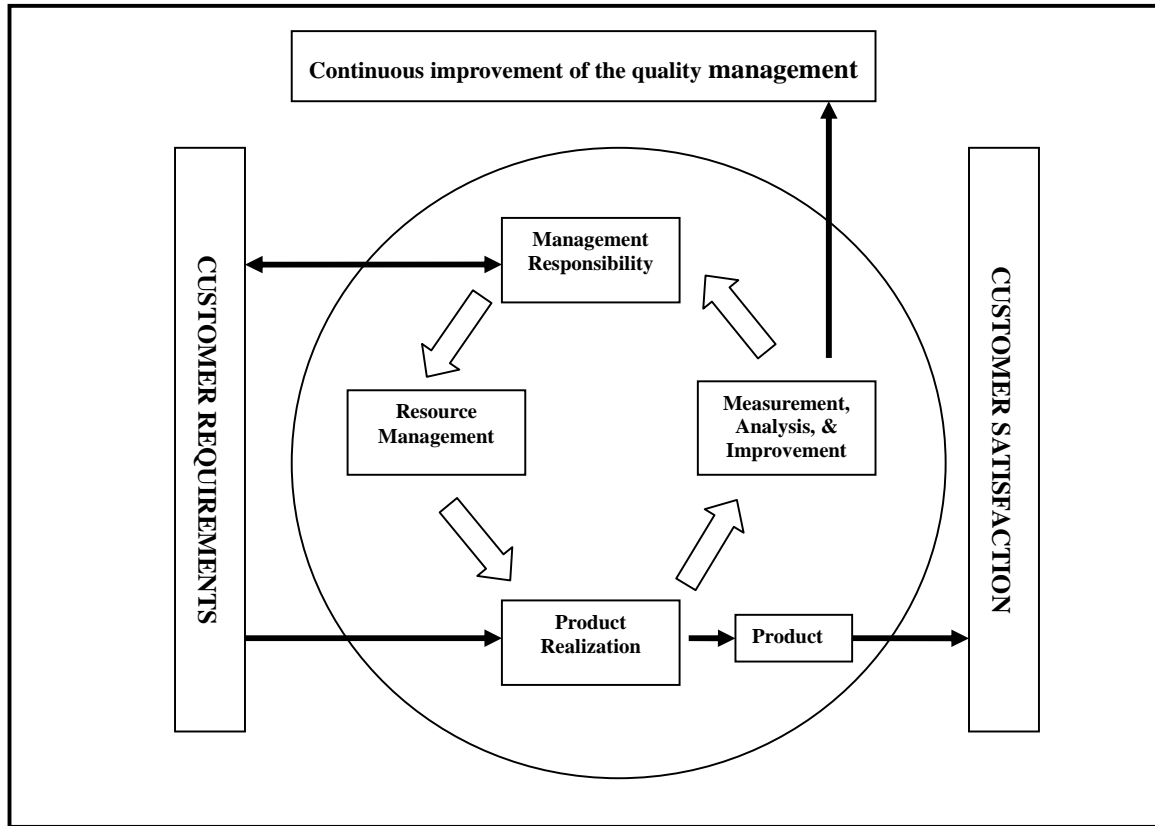 Continuous improvement of the quality management
CUSTOMER REQUIREMENTS
Management
Responsibility
CUSTOMER SATISFACTION
Resource
Management
Measurement,
Analysis, &
Improvement
Product
Realization
Product